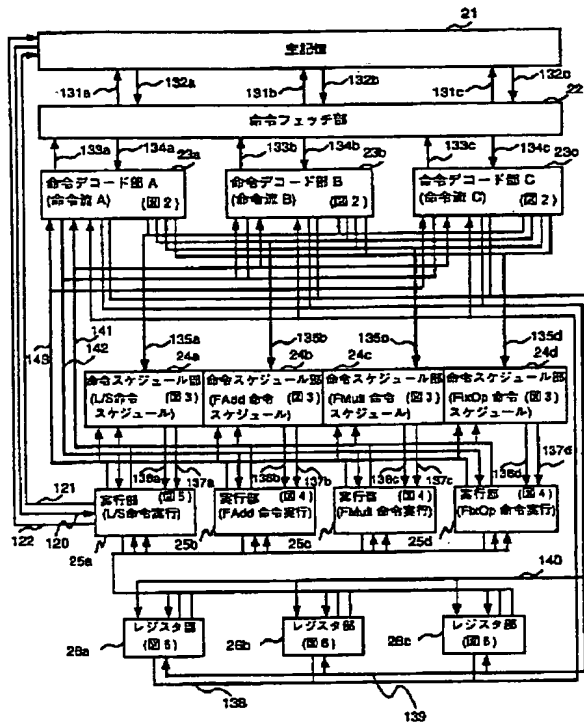 21
主記憶
131a
132a
131b
132b
131c
132c
22
命令フェッチ部
133a
134a
23a
133b
134b
23b
133c
134c
23c
命令デコード部 A
(命令流 A) (図 2)
命令デコード部 B
(命令流 B) (図 2)
命令デコード部 C
(命令流 C) (図 2)
143
141
142
135a
24a
135b
24b
135c
24c
135d
24d
命令スケジュール部
(L/S命令 (図 3)
スケジュール)
命令スケジュール部
(FAdd 命令 (図 3)
スケジュール)
命令スケジュール部
(FMull 命令 (図 3)
スケジュール)
命令スケジュール部
(FixOp 命令 (図 3)
スケジュール)
136a
137a
136b
137b
136c
137c
136d
137d
実行部 (図 5)
(L/S命令実行)
実行部 (図 4)
(FAdd 命令実行)
実行部 (図 4)
(FMull 命令実行)
実行部 (図 4)
(FixOp 命令実行)
121
120
122
25a
25b
25c
25d
140
レジスタ部
(図 6)
レジスタ部
(図 6)
レジスタ部
(図 6)
26a
26b
26c
138
139